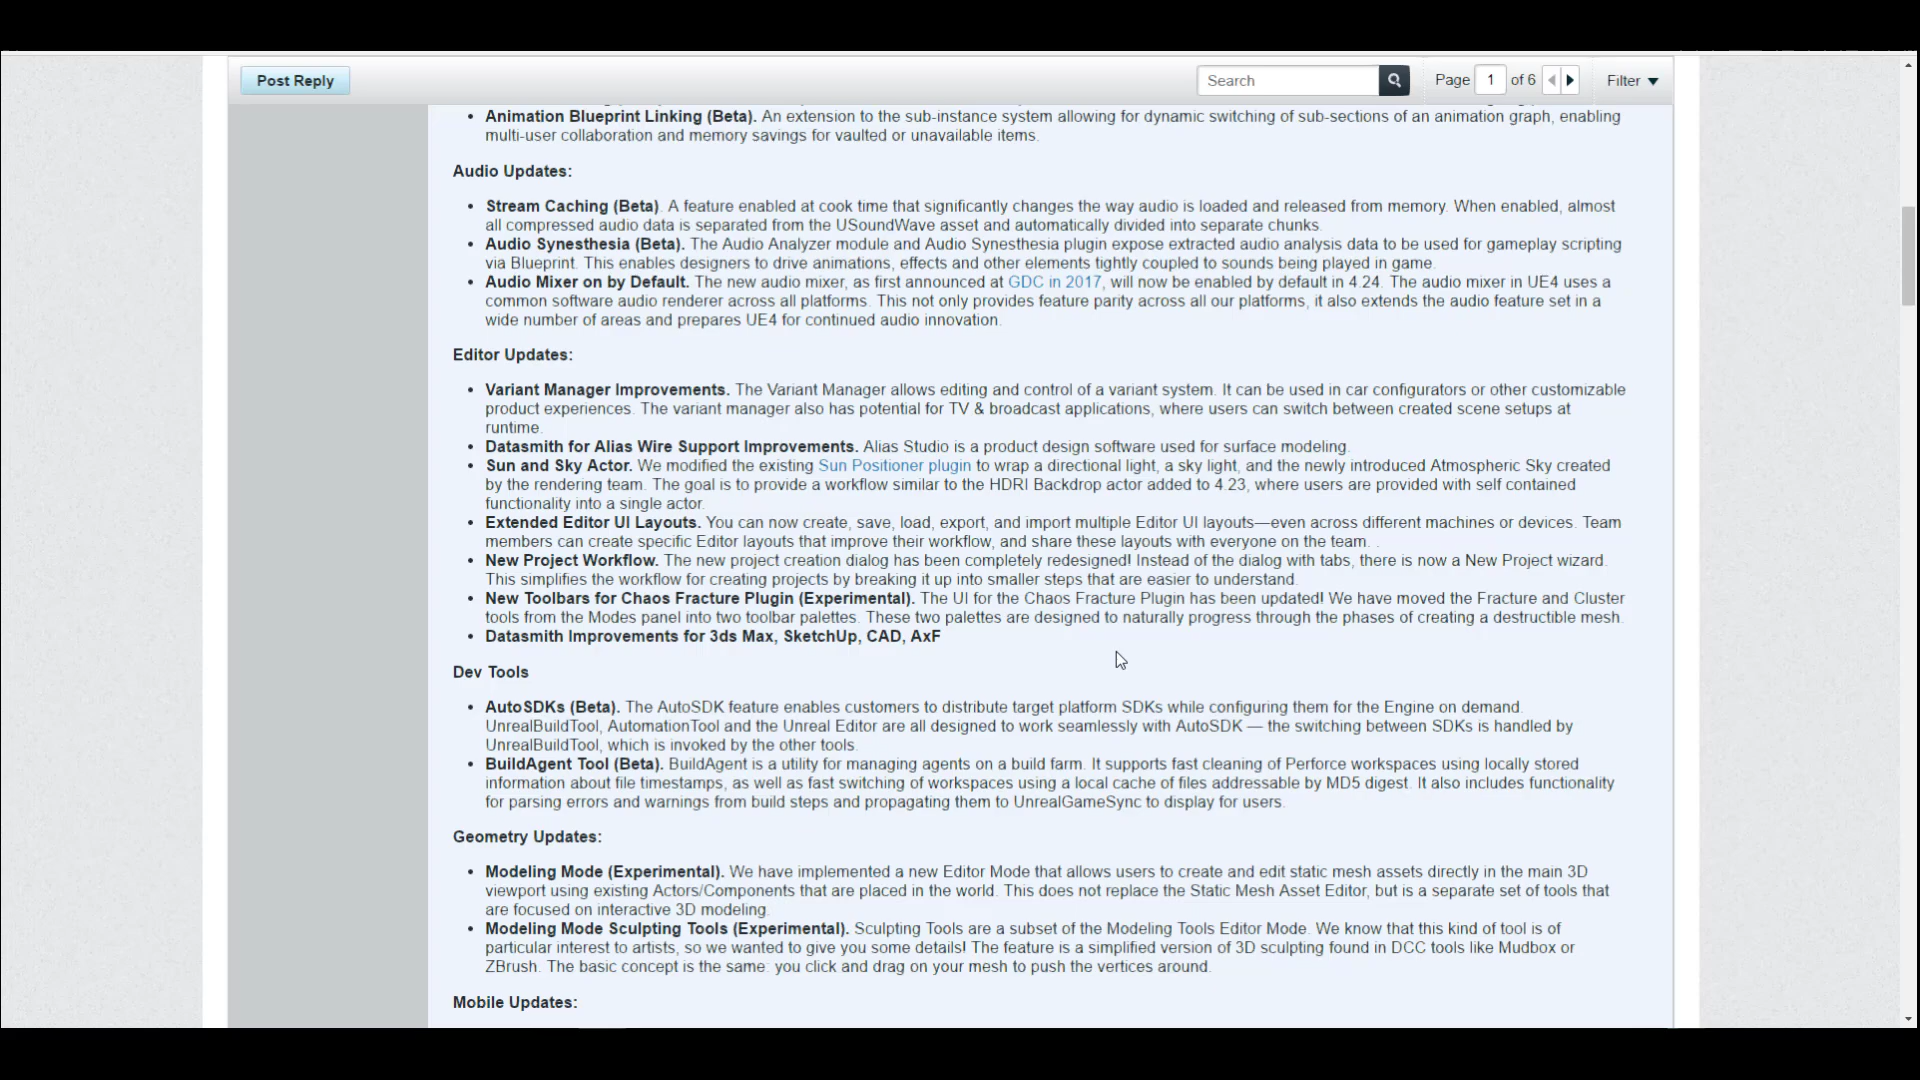 Post Reply
Search
Page 1 of 6
Filter
• Animation Blueprint Linking (Beta). An extension to the sub-instance system allowing for dynamic switching of sub-sections of an animation graph, enabling
multi-user collaboration and memory savings for vaulted or unavailable items.
Audio Updates:
• Stream Caching (Beta). A feature enabled at cook time that significantly changes the way audio is loaded and released from memory. When enabled, almost
all compressed audio data is separated from the USoundWave asset and automatically divided into separate chunks.
• Audio Synesthesia (Beta). The Audio Analyzer module and Audio Synesthesia plugin expose extracted audio analysis data to be used for gameplay scripting
via Blueprint. This enables designers to drive animations, effects and other elements tightly coupled to sounds being played in game.
• Audio Mixer on by Default. The new audio mixer, as first announced at GDC in 2017, will now be enabled by default in 4.24. The audio mixer in UE4 uses a
common software audio renderer across all platforms. This not only provides feature parity across all our platforms, it also extends the audio feature set in a
wide number of areas and prepares UE4 for continued audio innovation.
Editor Updates:
• Variant Manager Improvements. The Variant Manager allows editing and control of a variant system. It can be used in car configurators or other customizable
product experiences. The variant manager also has potential for TV & broadcast applications, where users can switch between created scene setups at
runtime.
• Datasmith for Alias Wire Support Improvements. Alias Studio is a product design software used for surface modeling.
• Sun and Sky Actor. We modified the existing Sun Positioner plugin to wrap a directional light, a sky light, and the newly introduced Atmospheric Sky created
by the rendering team. The goal is to provide a workflow similar to the HDRI Backdrop actor added to 4.23, where users are provided with self contained
functionality into a single actor.
• Extended Editor UI Layouts. You can now create, save, load, export, and import multiple Editor UI layouts—even across different machines or devices. Team
members can create specific Editor layouts that improve their workflow, and share these layouts with everyone on the team. .
• New Project Workflow. The new project creation dialog has been completely redesigned! Instead of the dialog with tabs, there is now a New Project wizard.
This simplifies the workflow for creating projects by breaking it up into smaller steps that are easier to understand.
• New Toolbars for Chaos Fracture Plugin (Experimental). The UI for the Chaos Fracture Plugin has been updated! We have moved the Fracture and Cluster
tools from the Modes panel into two toolbar palettes. These two palettes are designed to naturally progress through the phases of creating a destructible mesh.
• Datasmith Improvements for 3ds Max, SketchUp, CAD, AxF
Dev Tools
• AutoSDKs (Beta). The AutoSDK feature enables customers to distribute target platform SDKs while configuring them for the Engine on demand.
UnrealBuildTool, AutomationTool and the Unreal Editor are all designed to work seamlessly with AutoSDK — the switching between SDKs is handled by
UnrealBuildTool, which is invoked by the other tools.
• BuildAgent Tool (Beta). BuildAgent is a utility for managing agents on a build farm. It supports fast cleaning of Perforce workspaces using locally stored
information about file timestamps, as well as fast switching of workspaces using a local cache of files addressable by MD5 digest. It also includes functionality
for parsing errors and warnings from build steps and propagating them to UnrealGameSync to display for users.
Geometry Updates:
• Modeling Mode (Experimental). We have implemented a new Editor Mode that allows users to create and edit static mesh assets directly in the main 3D
viewport using existing Actors/Components that are placed in the world. This does not replace the Static Mesh Asset Editor, but is a separate set of tools that
are focused on interactive 3D modeling.
• Modeling Mode Sculpting Tools (Experimental). Sculpting Tools are a subset of the Modeling Tools Editor Mode. We know that this kind of tool is of
particular interest to artists, so we wanted to give you some details! The feature is a simplified version of 3D sculpting found in DCC tools like Mudbox or
ZBrush. The basic concept is the same: you click and drag on your mesh to push the vertices around.
Mobile Updates: